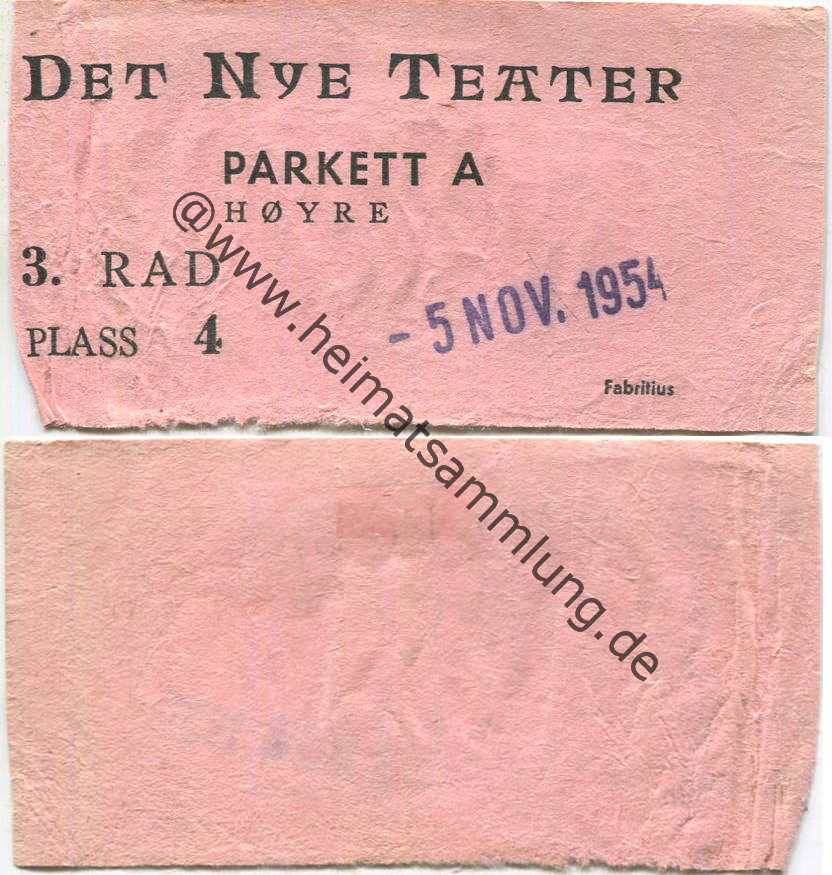 DET NYE TEATER
PARKETT A
HØYRE
3. RAD
PLASS 4
- 5 NOV. 1954
Fabritius
@www.heimatsammlung.de